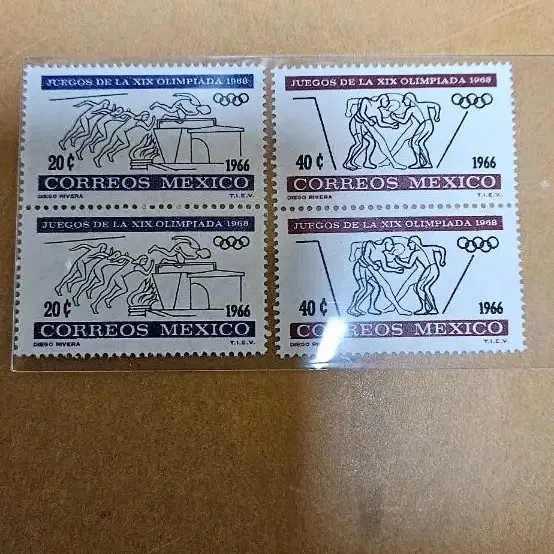 JUEGOS DE LA XIX OLIMPIADA 1968
20 ¢
1966
CORREOS MEXICO
DIEGO RIVERA
T.I.E.V.
JUEGOS DE LA XIX OLIMPIADA 1968
20 ¢
1966
CORREOS MEXICO
DIEGO RIVERA
T.I.E.V.
JUEGOS DE LA XIX OLIMPIADA 1968
40 ¢
1966
CORREOS MEXICO
DIEGO RIVERA
T.I.E.V.
JUEGOS DE LA XIX OLIMPIADA 1968
40 ¢
1966
CORREOS MEXICO
DIEGO RIVERA
T.I.E.V.